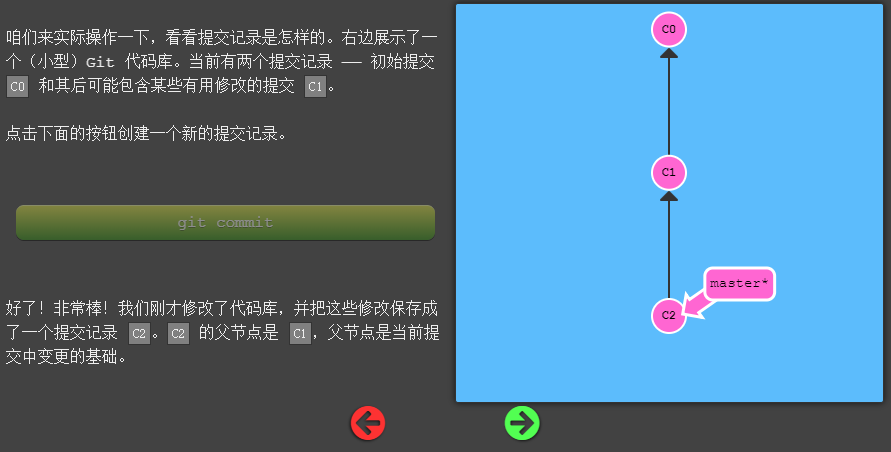 咱们来实际操作一下，看看提交记录是怎样的。右边展示了一
个（小型）Git 代码库。当前有两个提交记录 —— 初始提交
C0 和其后可能包含某些有用修改的提交 C1。
点击下面的按钮创建一个新的提交记录。
git commit
好了！非常棒！我们刚才修改了代码库，并把这些修改保存成
了一个提交记录 C2。C2 的父节点是 C1，父节点是当前提
交中变更的基础。
C0
C1
master*
C2